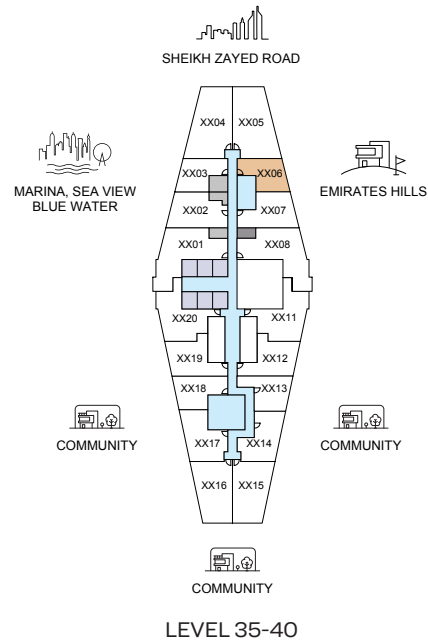 SHEIKH ZAYED ROAD
XX04 XX05
XX03 XX06
MARINA, SEA VIEW
BLUE WATER
EMIRATES HILLS
XX02 XX07
XX01 XX08
XX20 XX11
XX19 XX12
XX18 XX13
COMMUNITY
COMMUNITY
XX17 XX14
XX16 XX15
COMMUNITY
LEVEL 35-40